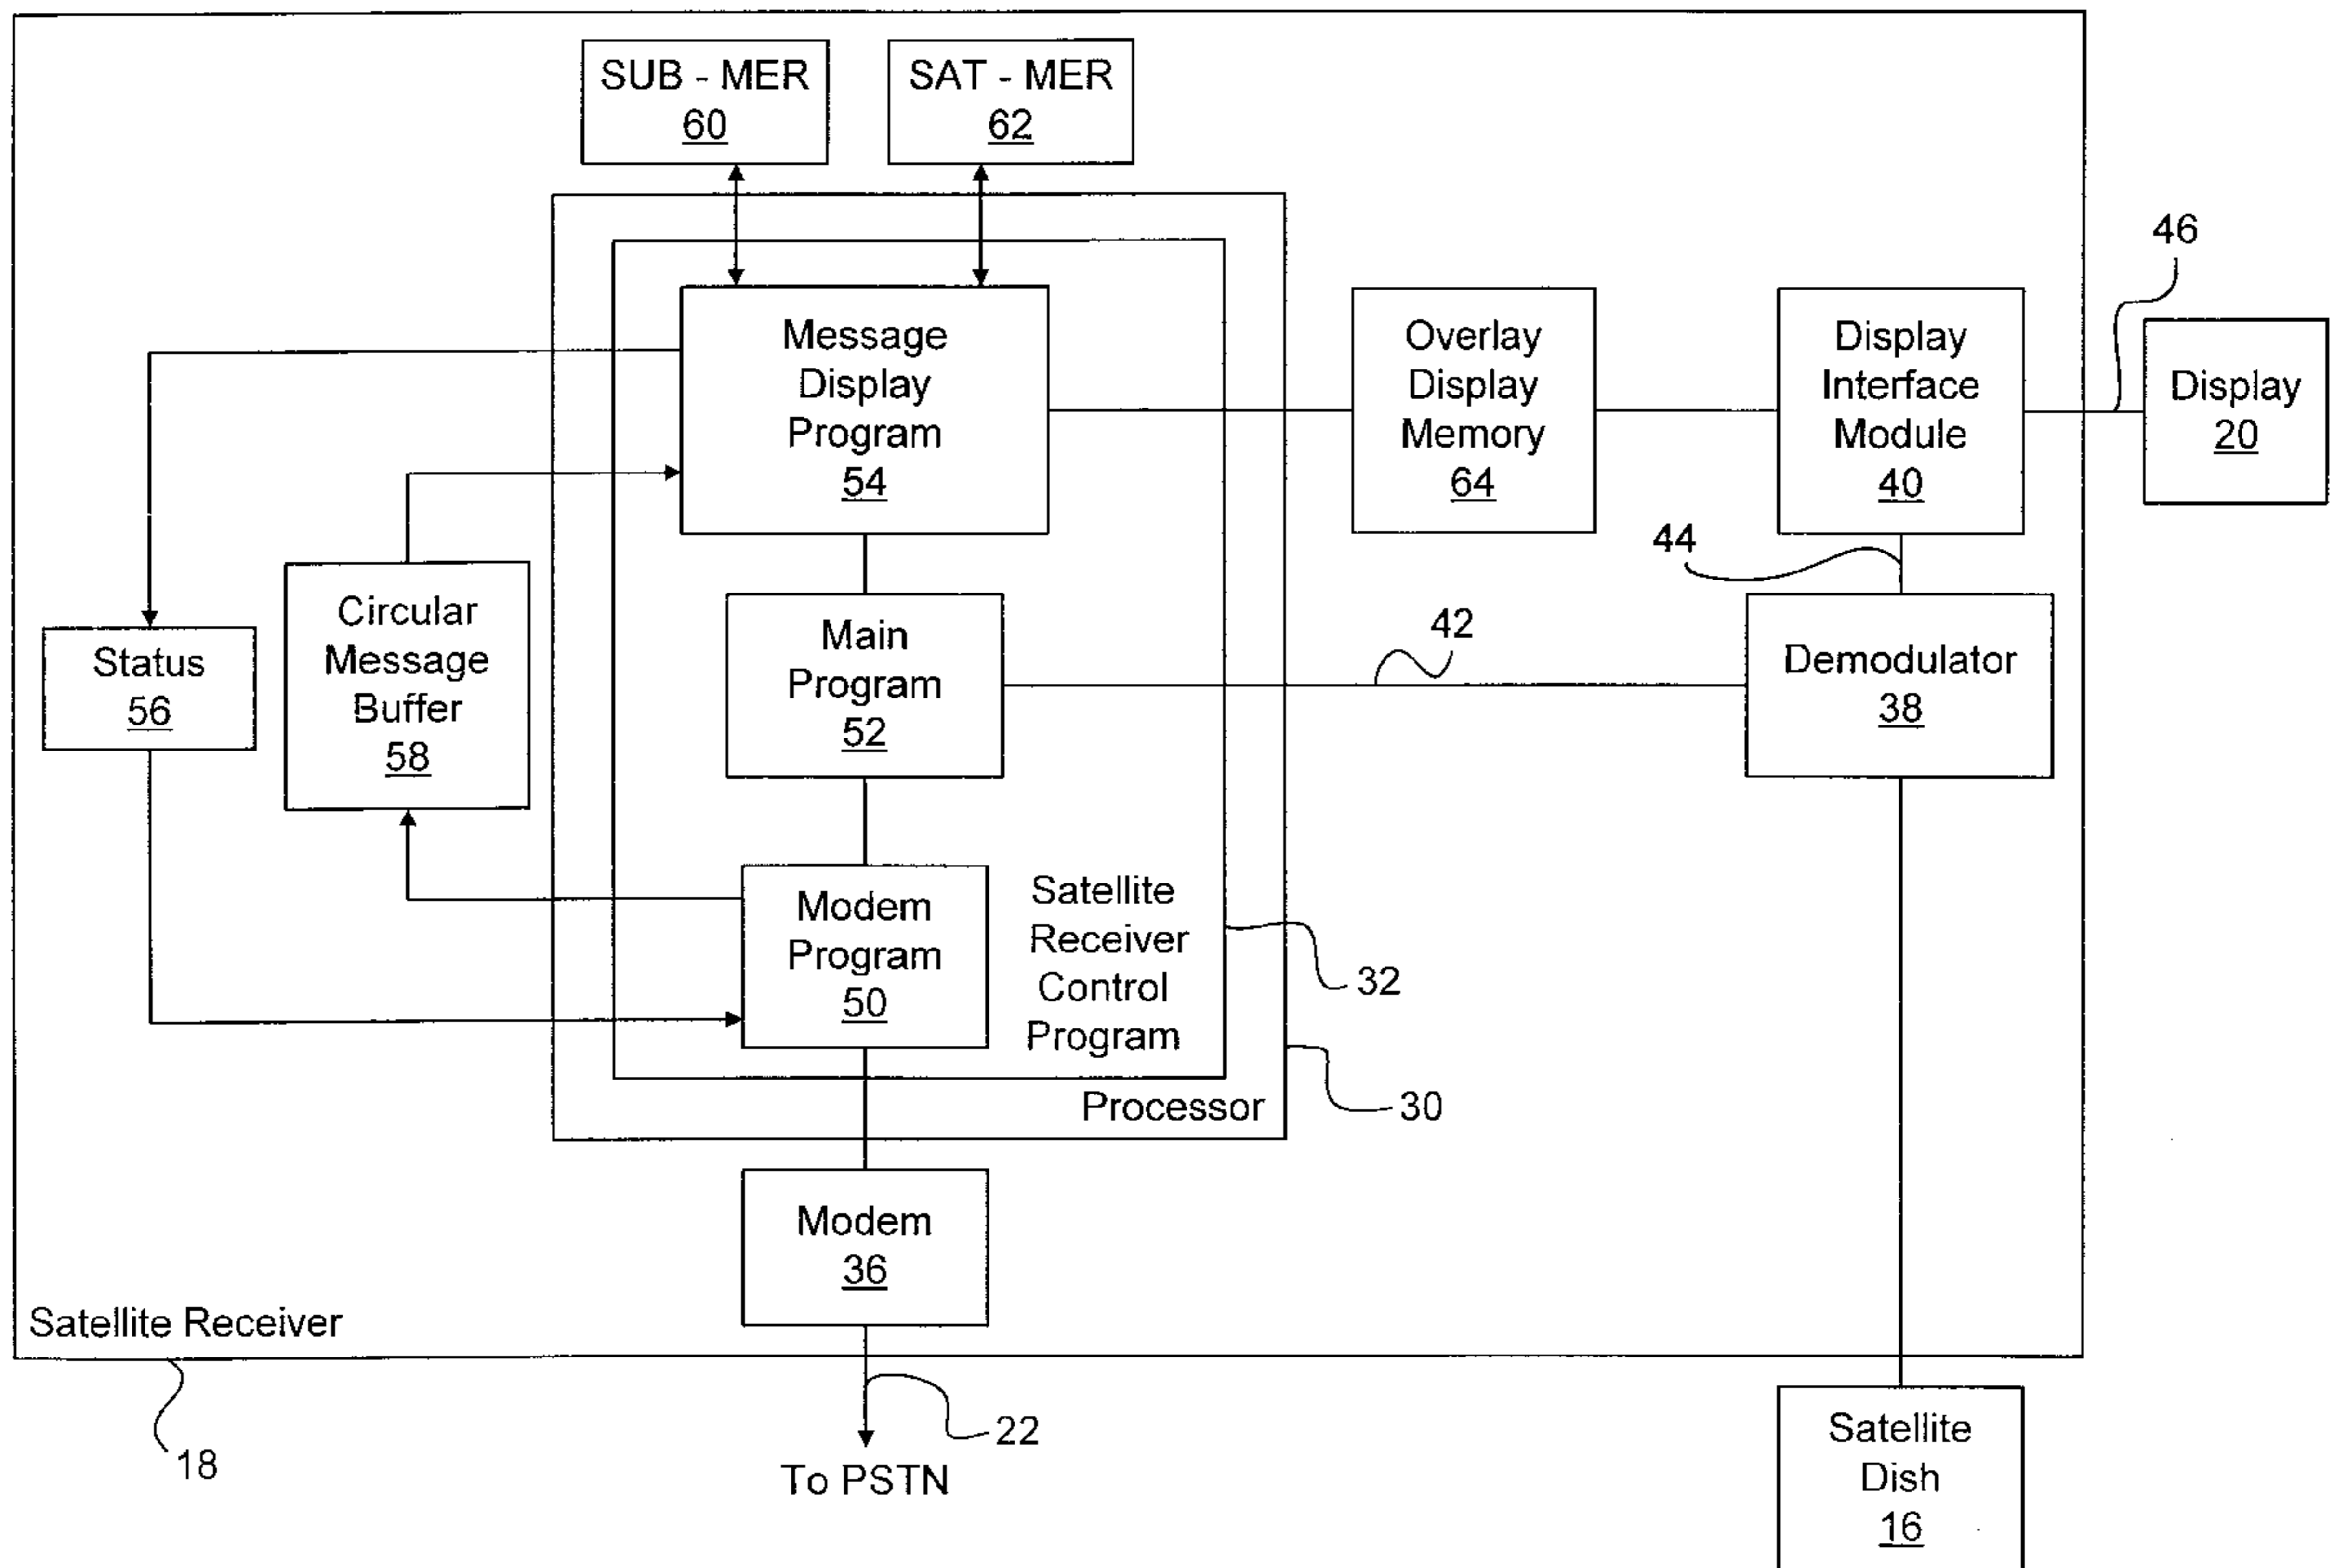 SUB - MER
60
SAT - MER
62
46
Message
Display
Program
54
Overlay
Display
Memory
64
Display
Interface
Module
40
Display
20
44
Status
56
Circular
Message
Buffer
58
Main
Program
52
42
Demodulator
38
Modem
Program
50
Satellite
Receiver
Control
Program
32
Processor
30
Modem
36
Satellite Receiver
18
22
To PSTN
Satellite
Dish
16